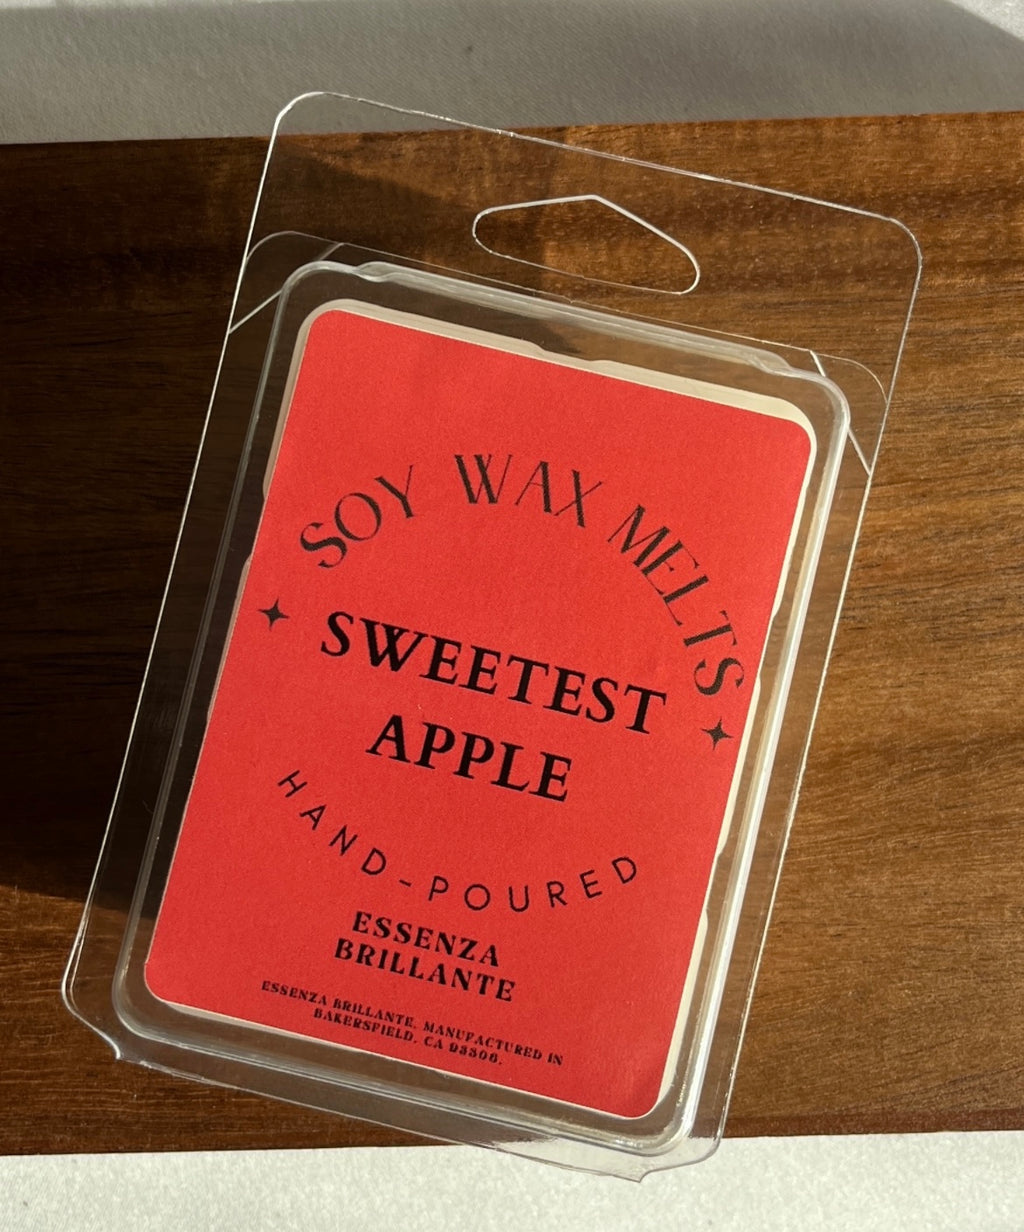 SOY WAX MELTS
SWEETEST
APPLE
HAND-POURED
ESSENZA
BRILLANTE
ESSENZA BRILLANTE. MANUFACTURED IN
BAKERSFIELD, CA 93306.